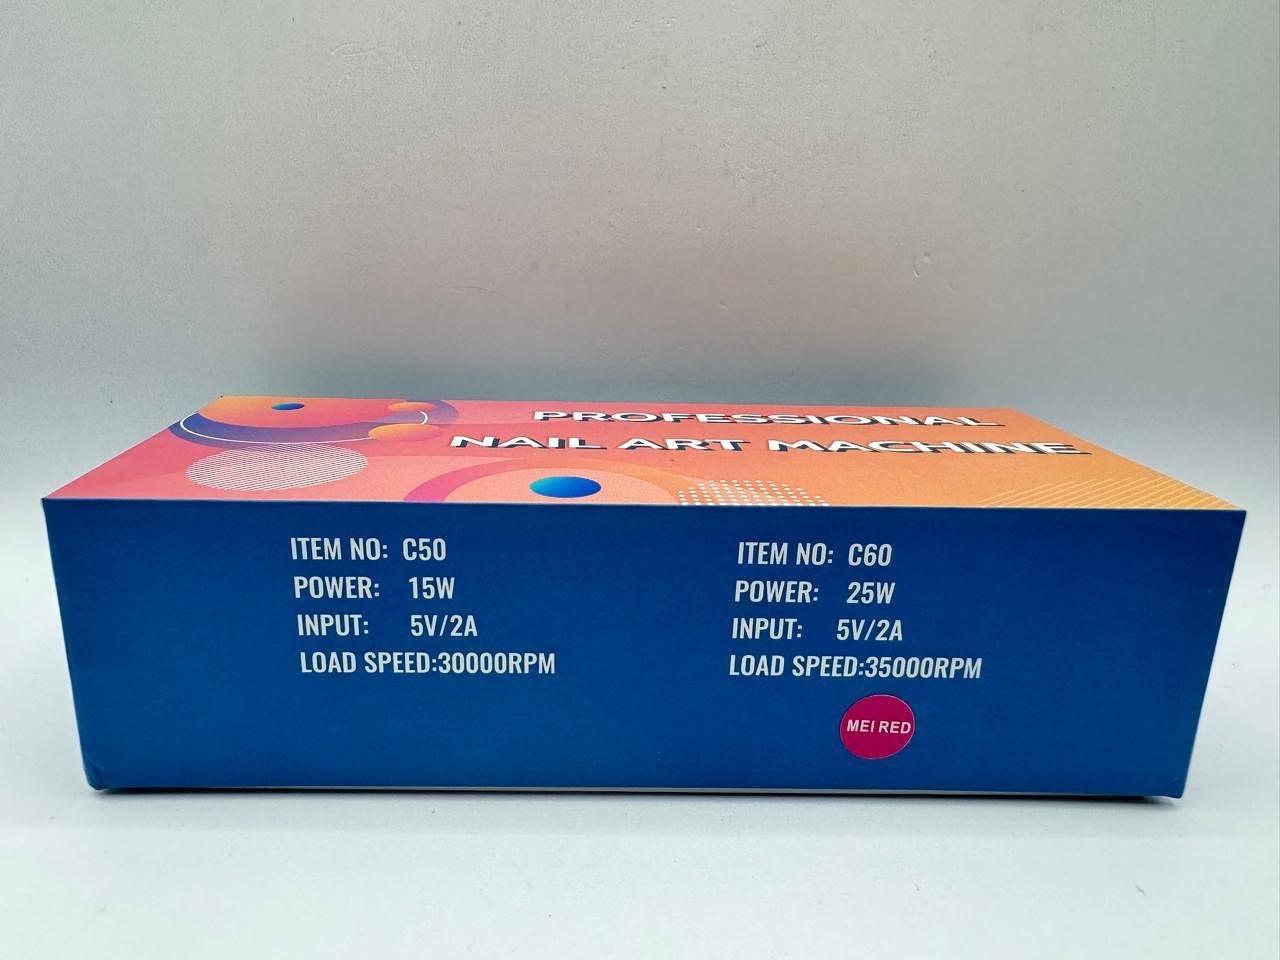 PROFESSIONAL
NAIL ART MACHINE
ITEM NO: C50
POWER: 15W
INPUT: 5V/2A
LOAD SPEED:30000RPM
ITEM NO: C60
POWER: 25W
INPUT: 5V/2A
LOAD SPEED:35000RPM
MEI RED